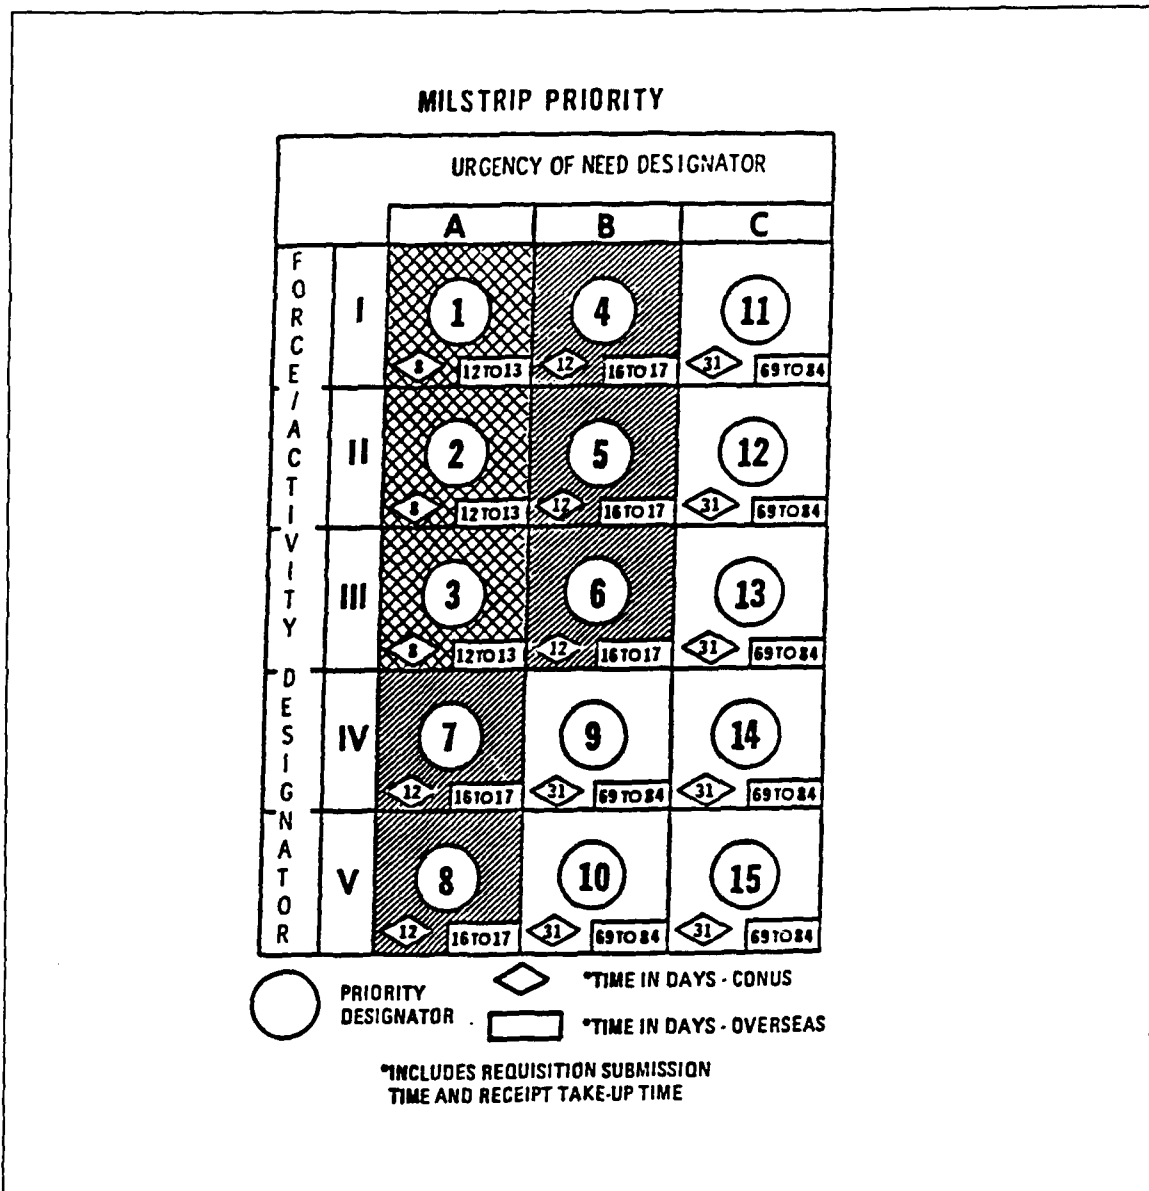 MILSTRIP PRIORITY
URGENCY OF NEED DESIGNATOR
A B C
FORCE/ACTIVITY DESIGNATOR
I 1 4 11
8 12 TO 13 12 16 TO 17 31 69 TO 84
II 2 5 12
8 12 TO 13 12 16 TO 17 31 69 TO 84
III 3 6 13
8 12 TO 13 12 16 TO 17 31 69 TO 84
IV 7 9 14
12 16 TO 17 31 69 TO 84 31 69 TO 84
V 8 10 15
12 16 TO 17 31 69 TO 84 31 69 TO 84
PRIORITY
DESIGNATOR
*TIME IN DAYS - CONUS
*TIME IN DAYS - OVERSEAS
*INCLUDES REQUISITION SUBMISSION
TIME AND RECEIPT TAKE-UP TIME